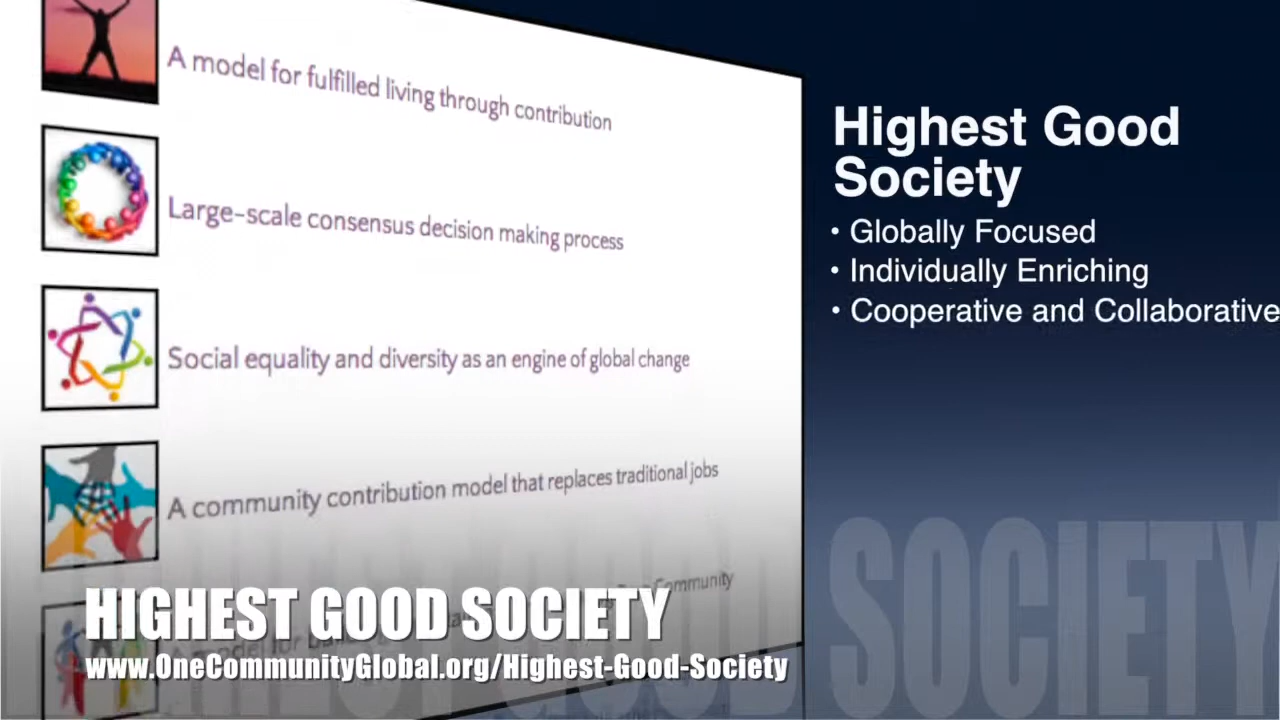 A model for fulfilled living through contribution
Large-scale consensus decision making process
Social equality and diversity as an engine of global change
A community contribution model that replaces traditional jobs
Community
A model for
Highest Good
Society
• Globally Focused
• Individually Enriching
• Cooperative and Collaborative
HIGHEST GOOD SOCIETY
www.OneCommunityGlobal.org/Highest-Good-Society
SOCIETY